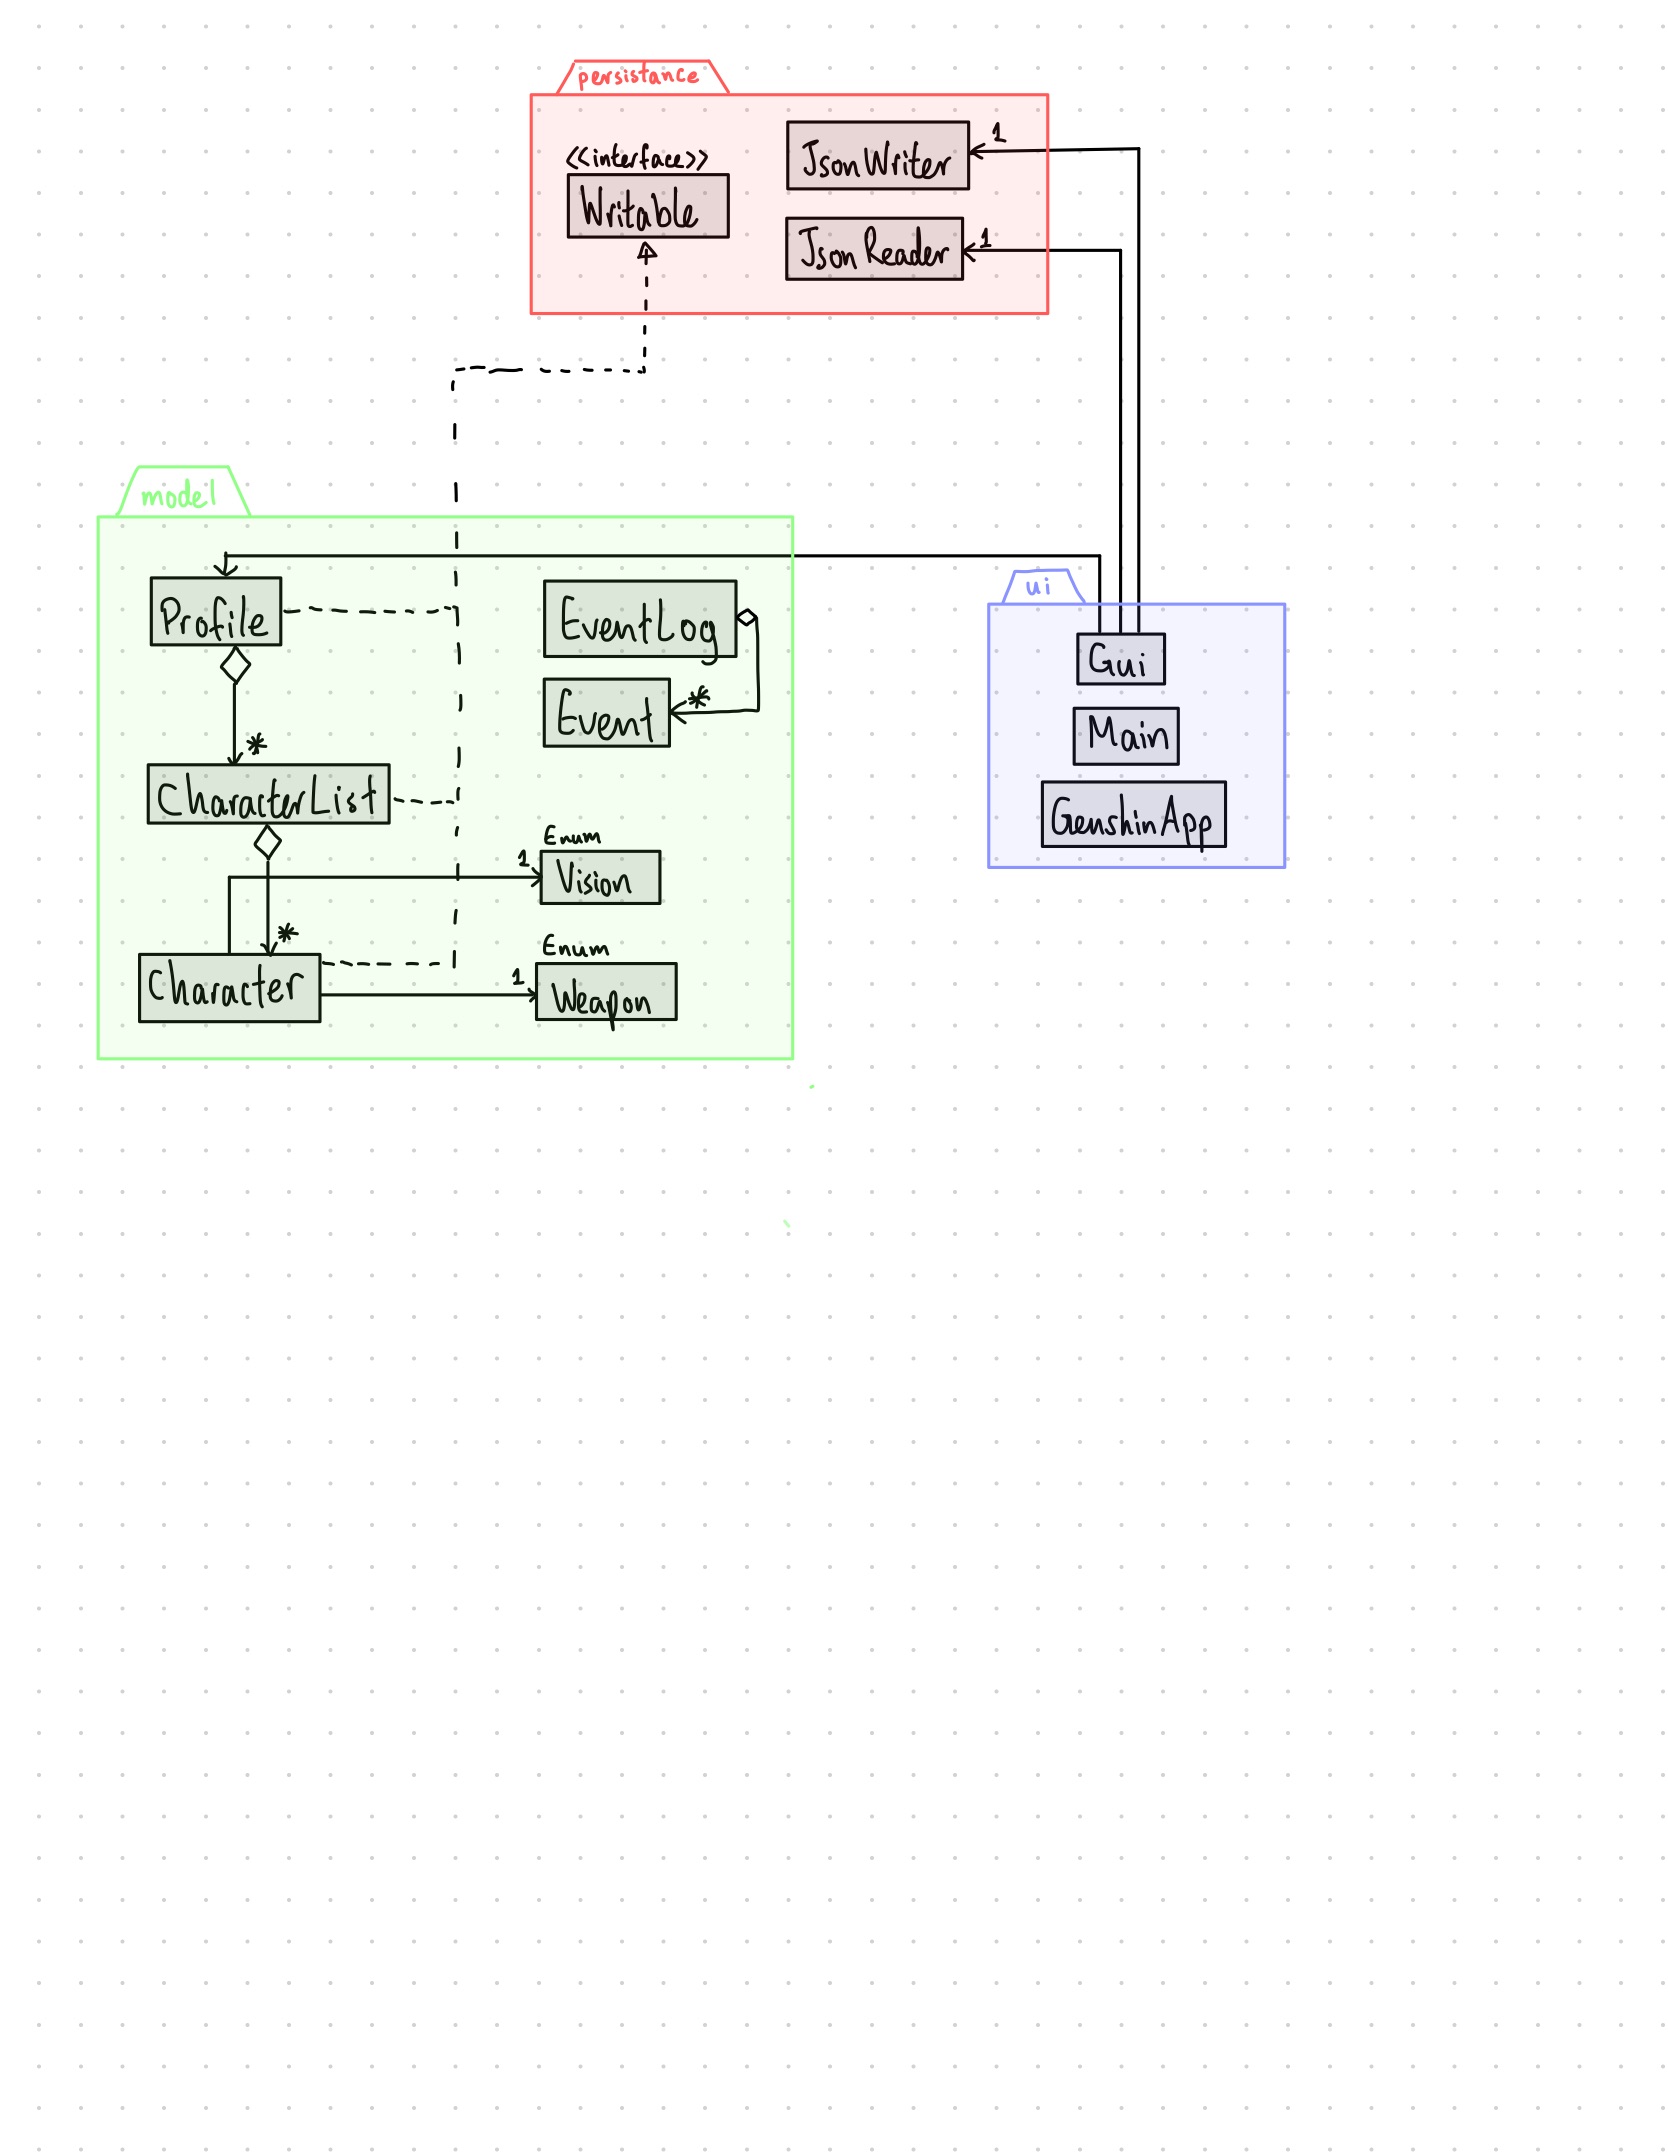 persistance
<<interface>>
Writable
JsonWriter
1
JsonReader
1
model
Profile
*
CharacterList
*
Character
EventLog
Event
*
Enum
1
Vision
Enum
1
Weapon
ui
Gui
Main
GenshinApp